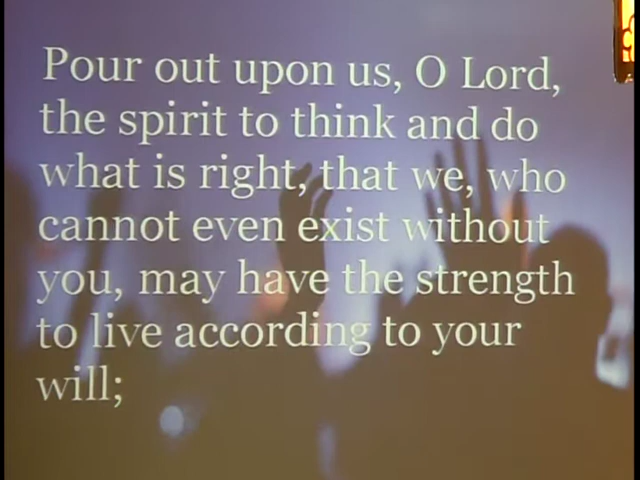 Pour out upon us, O Lord,
the spirit to think and do
what is right, that we, who
cannot even exist without
you, may have the strength
to live according to your
will;